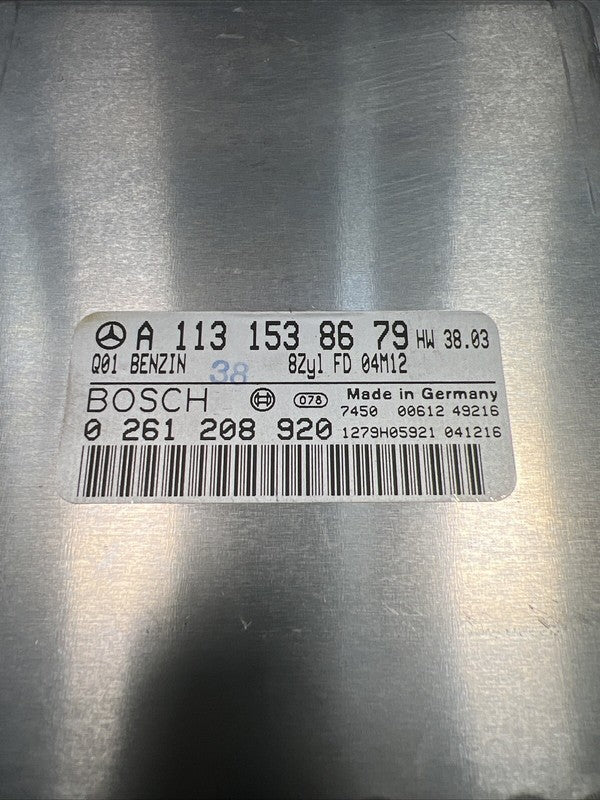 A 113 153 86 79 HW 38.03
Q01 BENZIN 38 8Zyl FD 04M12
BOSCH 078 Made in Germany
7450 00612 49216
0 261 208 920 1279H05921 041216